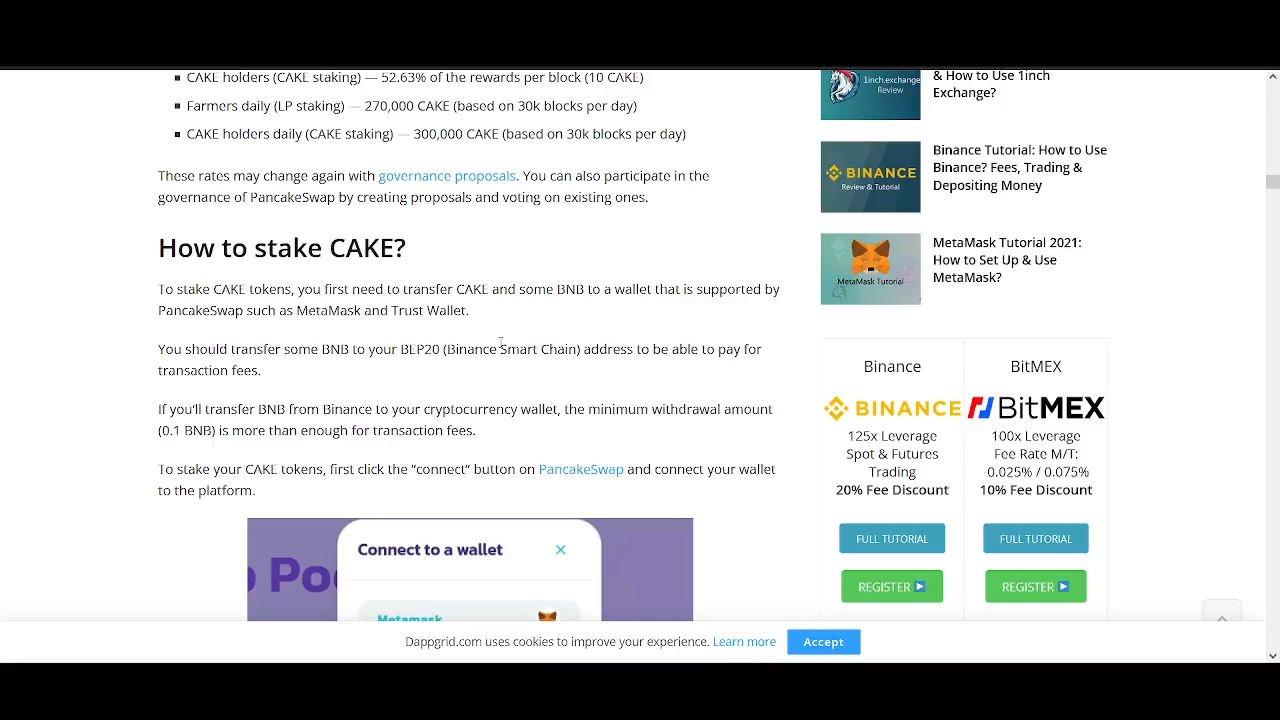 CAKE holders (CAKE staking) — 52.63% of the rewards per block (10 CAKE)
Farmers daily (LP staking) — 270,000 CAKE (based on 30k blocks per day)
CAKE holders daily (CAKE staking) — 300,000 CAKE (based on 30k blocks per day)
These rates may change again with governance proposals. You can also participate in the
governance of PancakeSwap by creating proposals and voting on existing ones.
How to stake CAKE?
To stake CAKE tokens, you first need to transfer CAKE and some BNB to a wallet that is supported by
PancakeSwap such as MetaMask and Trust Wallet.
You should transfer some BNB to your BEP20 (Binance Smart Chain) address to be able to pay for
transaction fees.
If you’ll transfer BNB from Binance your cryptocurrency wallet, the minimum withdrawal amount
(0.1 BNB) is more than enough for transaction fees.
To stake your CAKE tokens, first click the “connect“ button on PancakeSwap and connect your wallet
to the platform.
Connect to a wallet
Metamask
1inch.exchange
Review
& How to Use 1inch
Exchange?
BINANCE
Review & Tutorial
Binance Tutorial: How to Use
Binance? Fees, Trading &
Depositing Money
MetaMask Tutorial
MetaMask Tutorial 2021:
How to Set Up & Use
MetaMask?
Binance
BINANCE
125x Leverage
Spot & Futures
Trading
20% Fee Discount
FULL TUTORIAL
REGISTER
BitMEX
BitMEX
100x Leverage
Fee Rate M/T:
-0.025% / 0.075%
10% Fee Discount
FULL TUTORIAL
REGISTER
Dappgrid.com uses cookies to improve your experience. Learn more
Accept